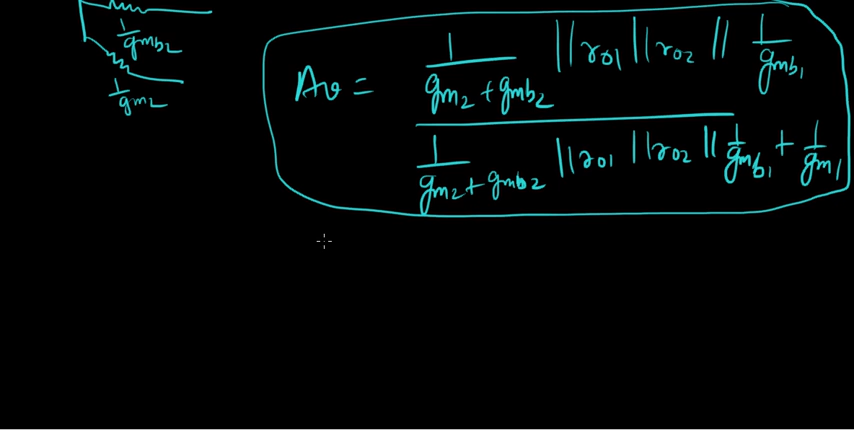 1/gmb2
1/gm2
Av = 1/(gm2 + gmb2) || ro1 || ro2 || 1/gmb1
1/(gm2 + gmb2) || ro1 || ro2 || 1/gmb1 + 1/gm1